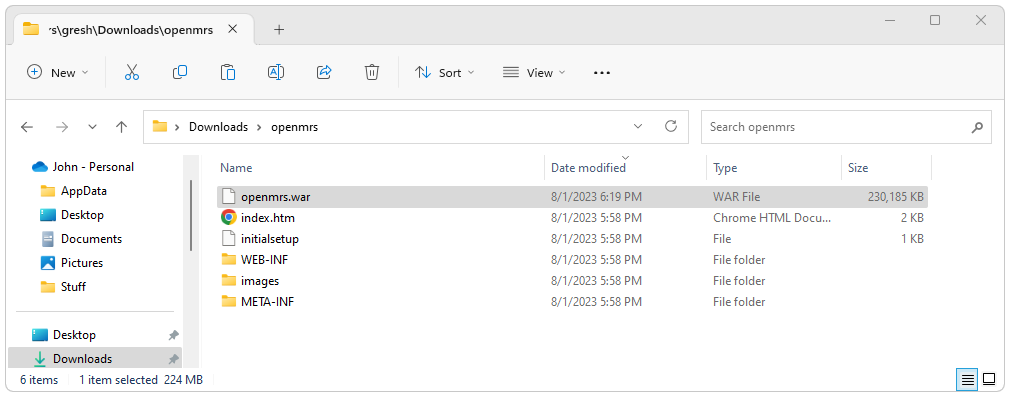 rs\gresh\Downloads\openmrs
New Sort View
Downloads openmrs Search openmrs
John - Personal
AppData
Desktop
Documents
Pictures
Stuff
Desktop
Downloads
Name Date modified Type Size
openmrs.war 8/1/2023 6:19 PM WAR File 230,185 KB
index.htm 8/1/2023 5:58 PM Chrome HTML Docu... 2 KB
initialsetup 8/1/2023 5:58 PM File 1 KB
WEB-INF 8/1/2023 5:58 PM File folder
images 8/1/2023 5:58 PM File folder
META-INF 8/1/2023 5:58 PM File folder
6 items 1 item selected 224 MB